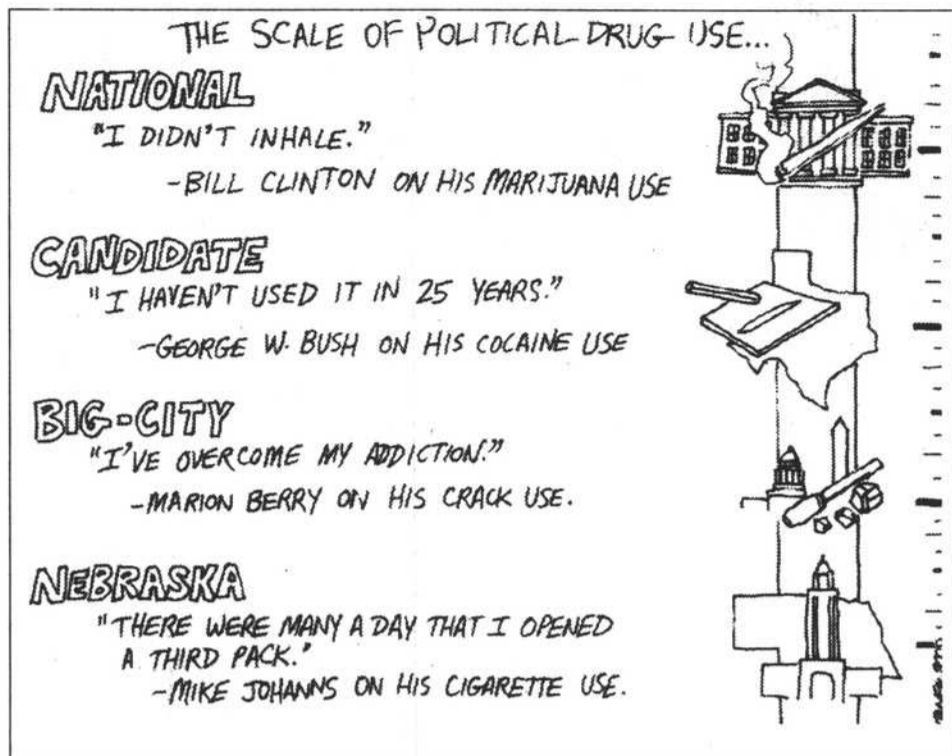 THE SCALE OF POLITICAL DRUG USE...
NATIONAL
"I DIDN'T INHALE."
-BILL CLINTON ON HIS MARIJUANA USE
CANDIDATE
"I HAVEN'T USED IT IN 25 YEARS."
-GEORGE W. BUSH ON HIS COCAINE USE
BIG-CITY
"I'VE OVERCOME MY ADDICTION."
-MARION BERRY ON HIS CRACK USE.
NEBRASKA
"THERE WERE MANY A DAY THAT I OPENED
A THIRD PACK."
-MIKE JOHANNS ON HIS CIGARETTE USE.